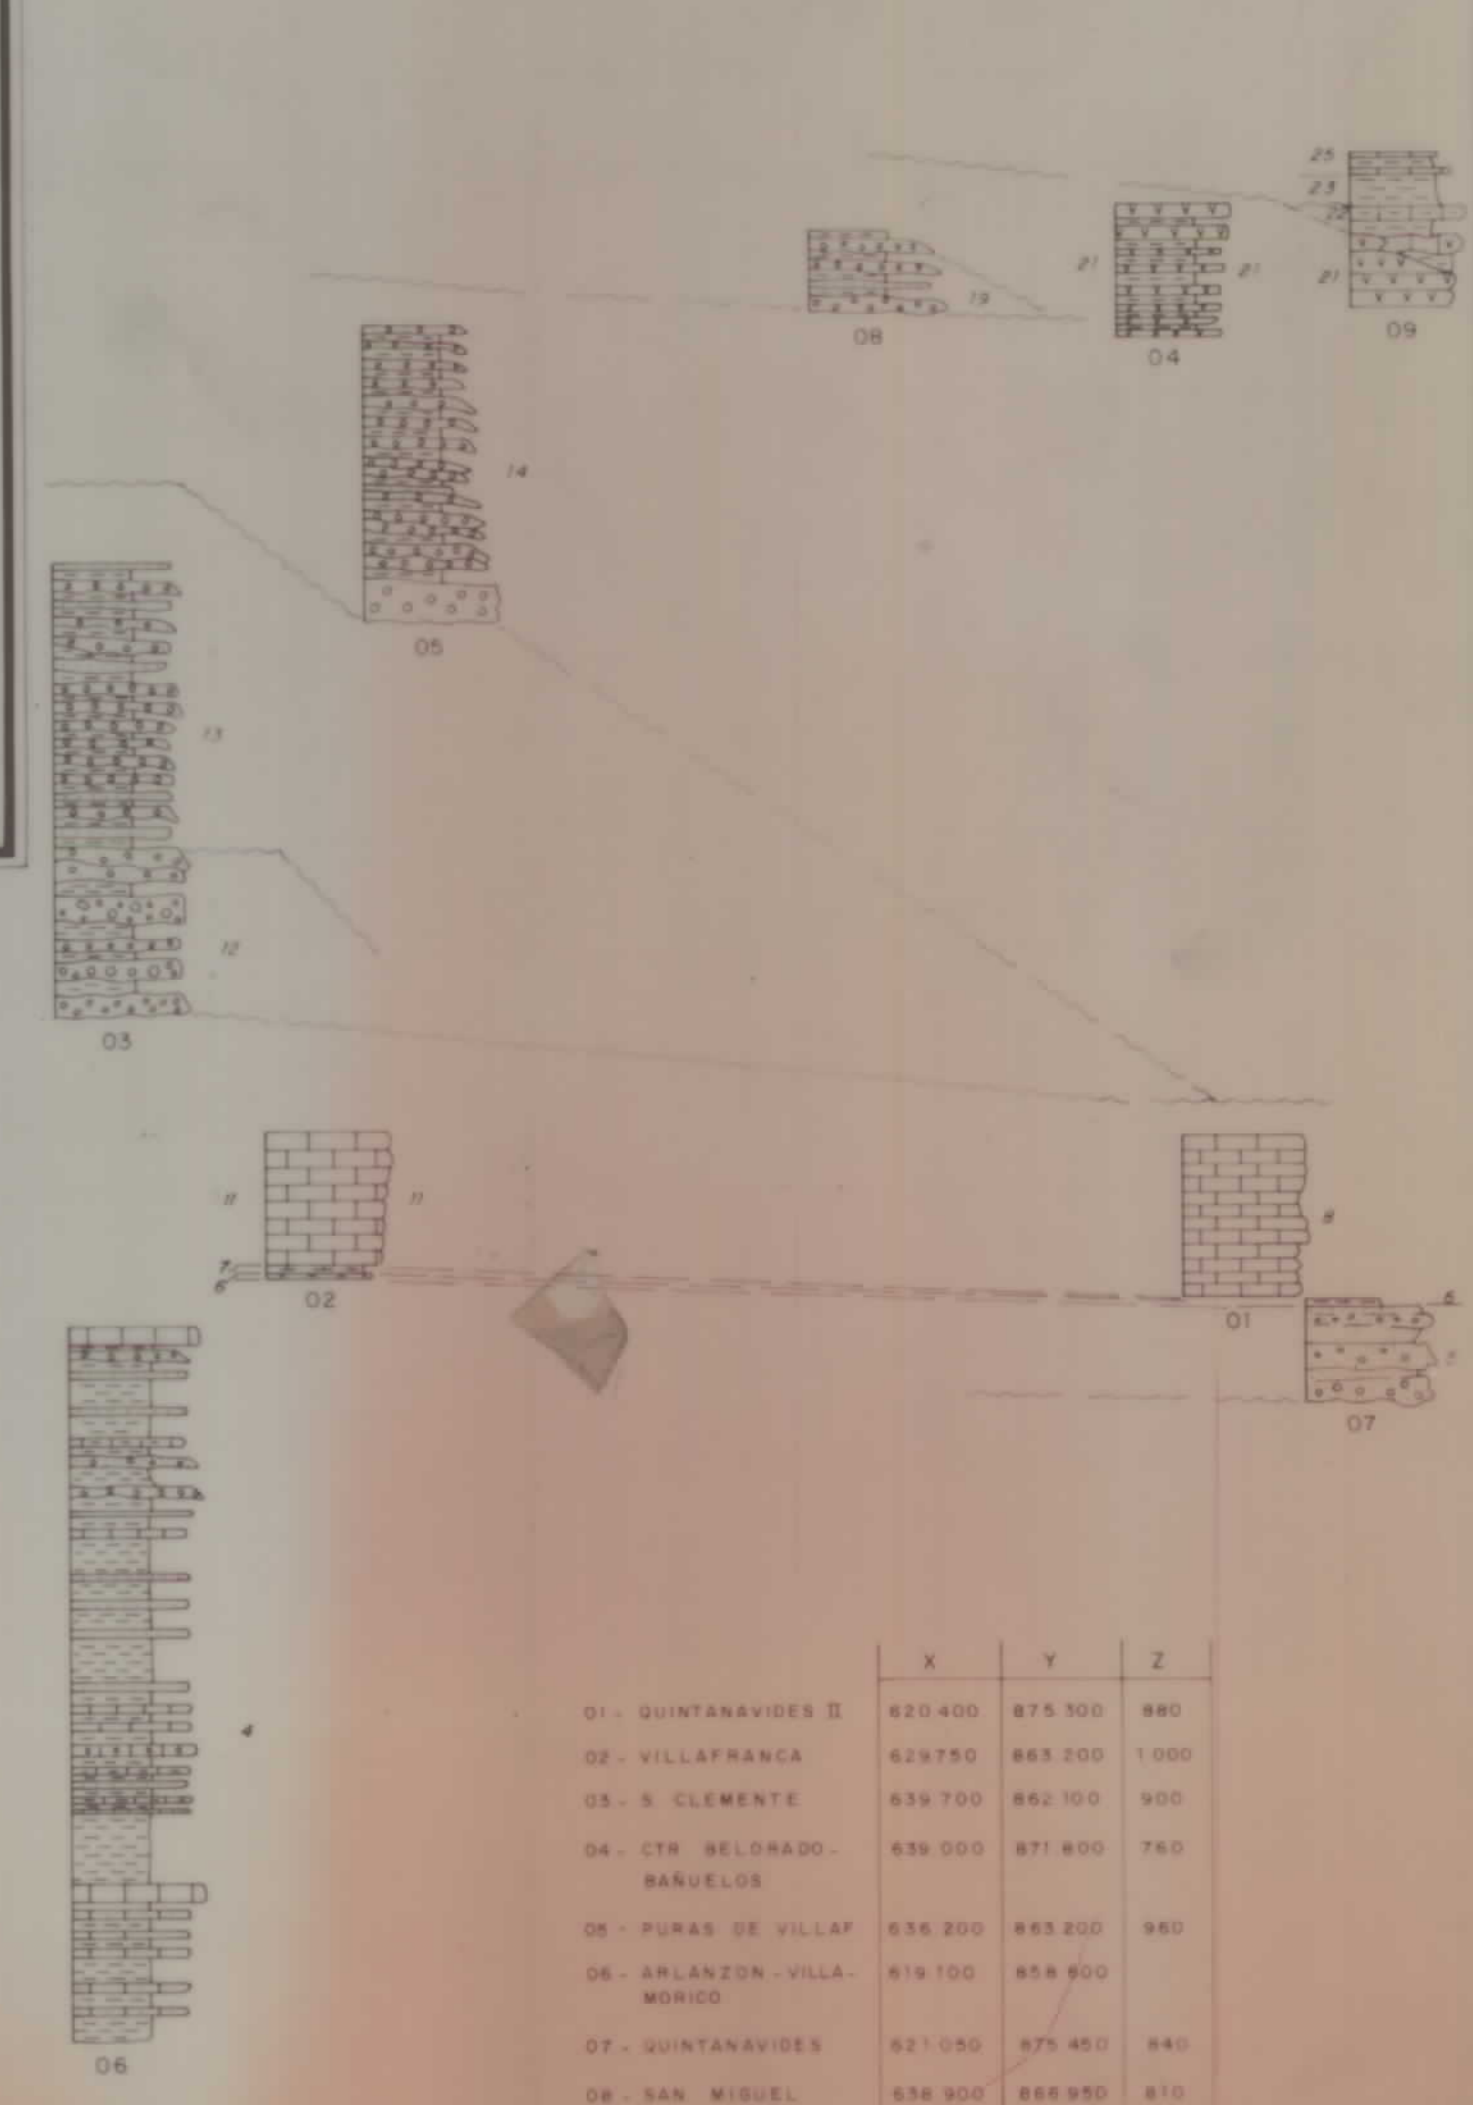 25
23
22
21
21
21
19
08
04
09
14
05
13
12
03
11
11
8
7
6
02
01
6
07
4
06
X Y Z
01 - QUINTANAVIDES II 620.400 875.300 880
02 - VILLAFRANCA 629.750 863.200 1.000
03 - S. CLEMENTE 639.700 862.100 900
04 - CTR. BELORADO - 639.000 871.800 760
BAÑUELOS
05 - PURAS DE VILLAF 636.200 863.200 960
06 - ARLANZON - VILLA- 619.100 858.600
MORICO
07 - QUINTANAVIDES 621.050 875.450 840
08 - SAN MIGUEL 638.900 866.950 810